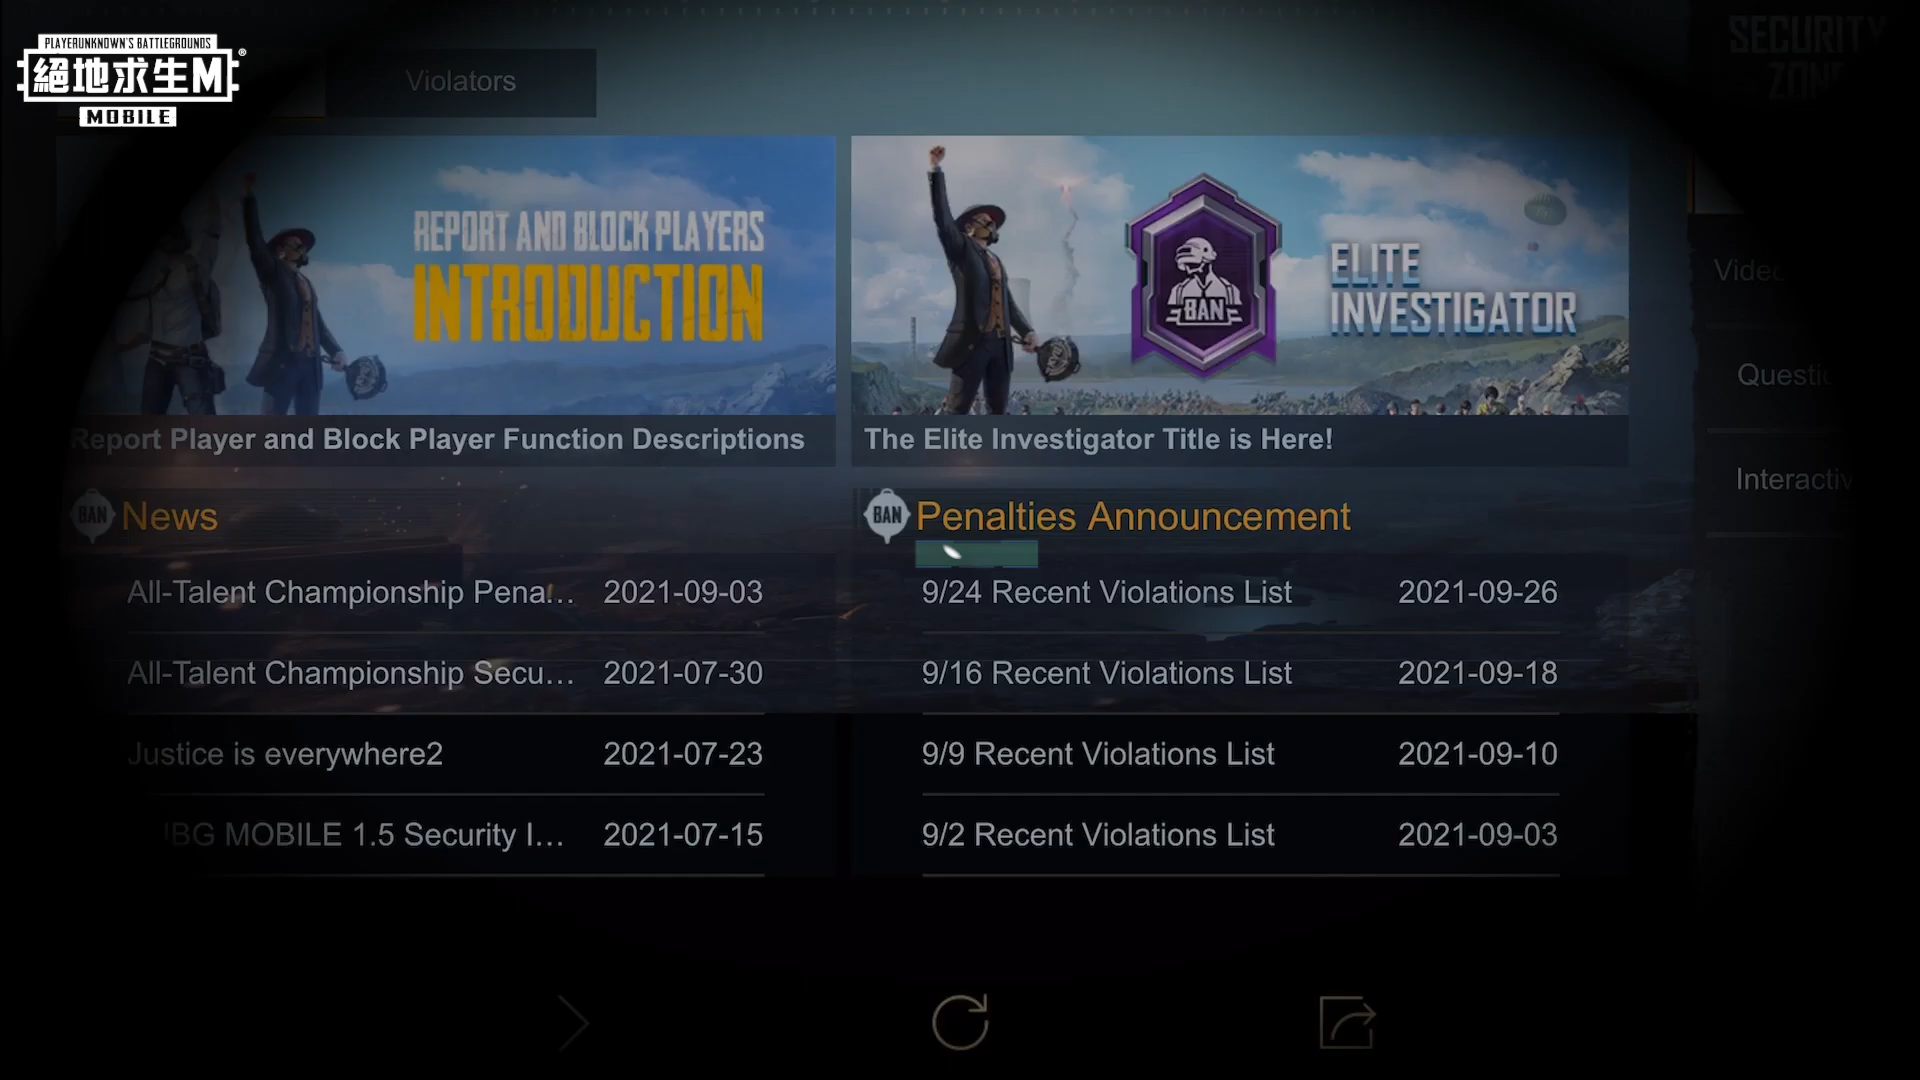 PLAYERUNKNOWN'S BATTLEGROUNDS
絕地求生M
MOBILE
Violators
SECURITY
ZONE
REPORT AND BLOCK PLAYERS
INTRODUCTION
BAN
ELITE
INVESTIGATOR
Report Player and Block Player Function Descriptions
The Elite Investigator Title is Here!
Video
Questi
Interactiv
BAN News
All-Talent Championship Pena... 2021-09-03
All-Talent Championship Secu... 2021-07-30
Justice is everywhere2 2021-07-23
BG MOBILE 1.5 Security I... 2021-07-15
BAN Penalties Announcement
9/24 Recent Violations List 2021-09-26
9/16 Recent Violations List 2021-09-18
9/9 Recent Violations List 2021-09-10
9/2 Recent Violations List 2021-09-03